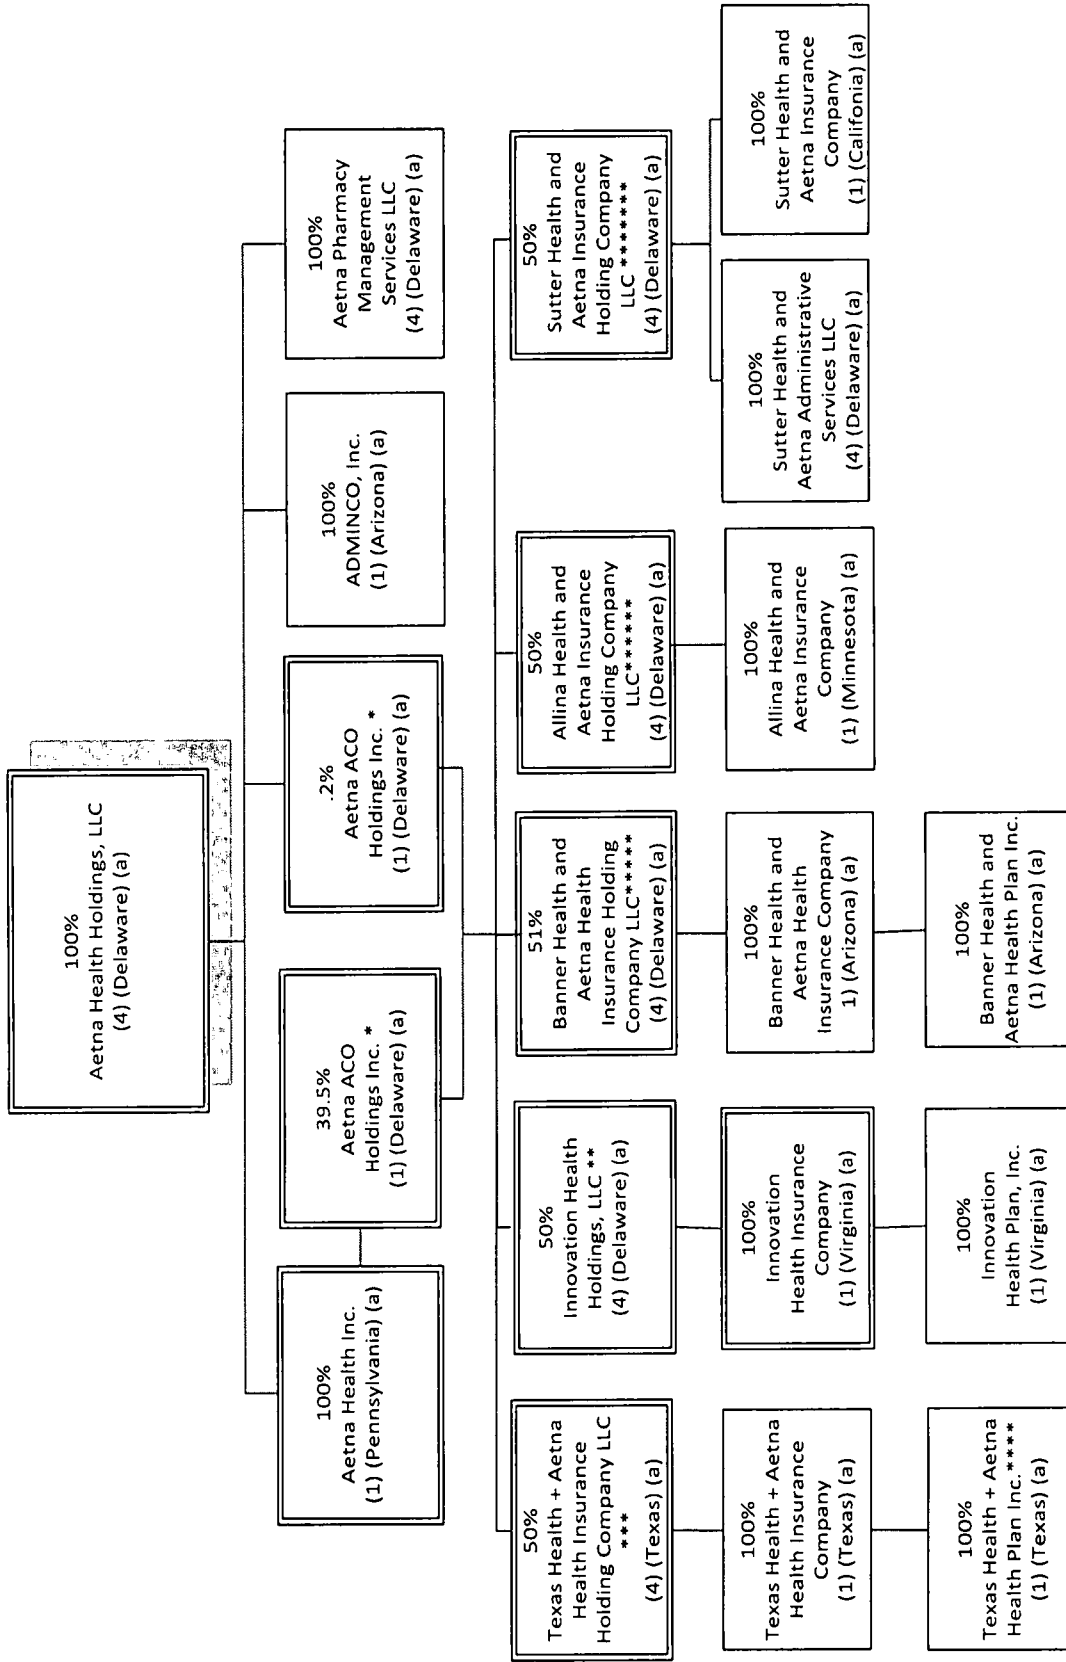 100%
Aetna Health Holdings, LLC
(4) (Delaware) (a)
100%
Aetna Health Inc.
(1) (Pennsylvania) (a)
39.5%
Aetna ACO
Holdings Inc. *
(1) (Delaware) (a)
.2%
Aetna ACO
Holdings Inc. *
(1) (Delaware) (a)
100%
ADMINCO, Inc.
(1) (Arizona) (a)
100%
Aetna Pharmacy
Management
Services LLC
(4) (Delaware) (a)
50%
Texas Health + Aetna
Health Insurance
Holding Company LLC
***
(4) (Texas) (a)
50%
Innovation Health
Holdings, LLC **
(4) (Delaware) (a)
51%
Banner Health and
Aetna Health
Insurance Holding
Company LLC*****
(4) (Delaware) (a)
50%
Allina Health and
Aetna Insurance
Holding Company
LLC******
(4) (Delaware) (a)
50%
Sutter Health and
Aetna Insurance
Holding Company
LLC *******
(4) (Delaware) (a)
100%
Texas Health + Aetna
Health Insurance
Company
(1) (Texas) (a)
100%
Innovation
Health Insurance
Company
(1) (Virginia) (a)
100%
Banner Health and
Aetna Health
Insurance Company
1) (Arizona) (a)
100%
Allina Health and
Aetna Insurance
Company
(1) (Minnesota) (a)
100%
Sutter Health and
Aetna Administrative
Services LLC
(4) (Delaware) (a)
100%
Sutter Health and
Aetna Insurance
Company
(1) (Califonia) (a)
100%
Texas Health + Aetna
Health Plan Inc.****
(1) (Texas) (a)
100%
Innovation
Health Plan, Inc.
(1) (Virginia) (a)
100%
Banner Health and
Aetna Health Plan Inc.
(1) (Arizona) (a)